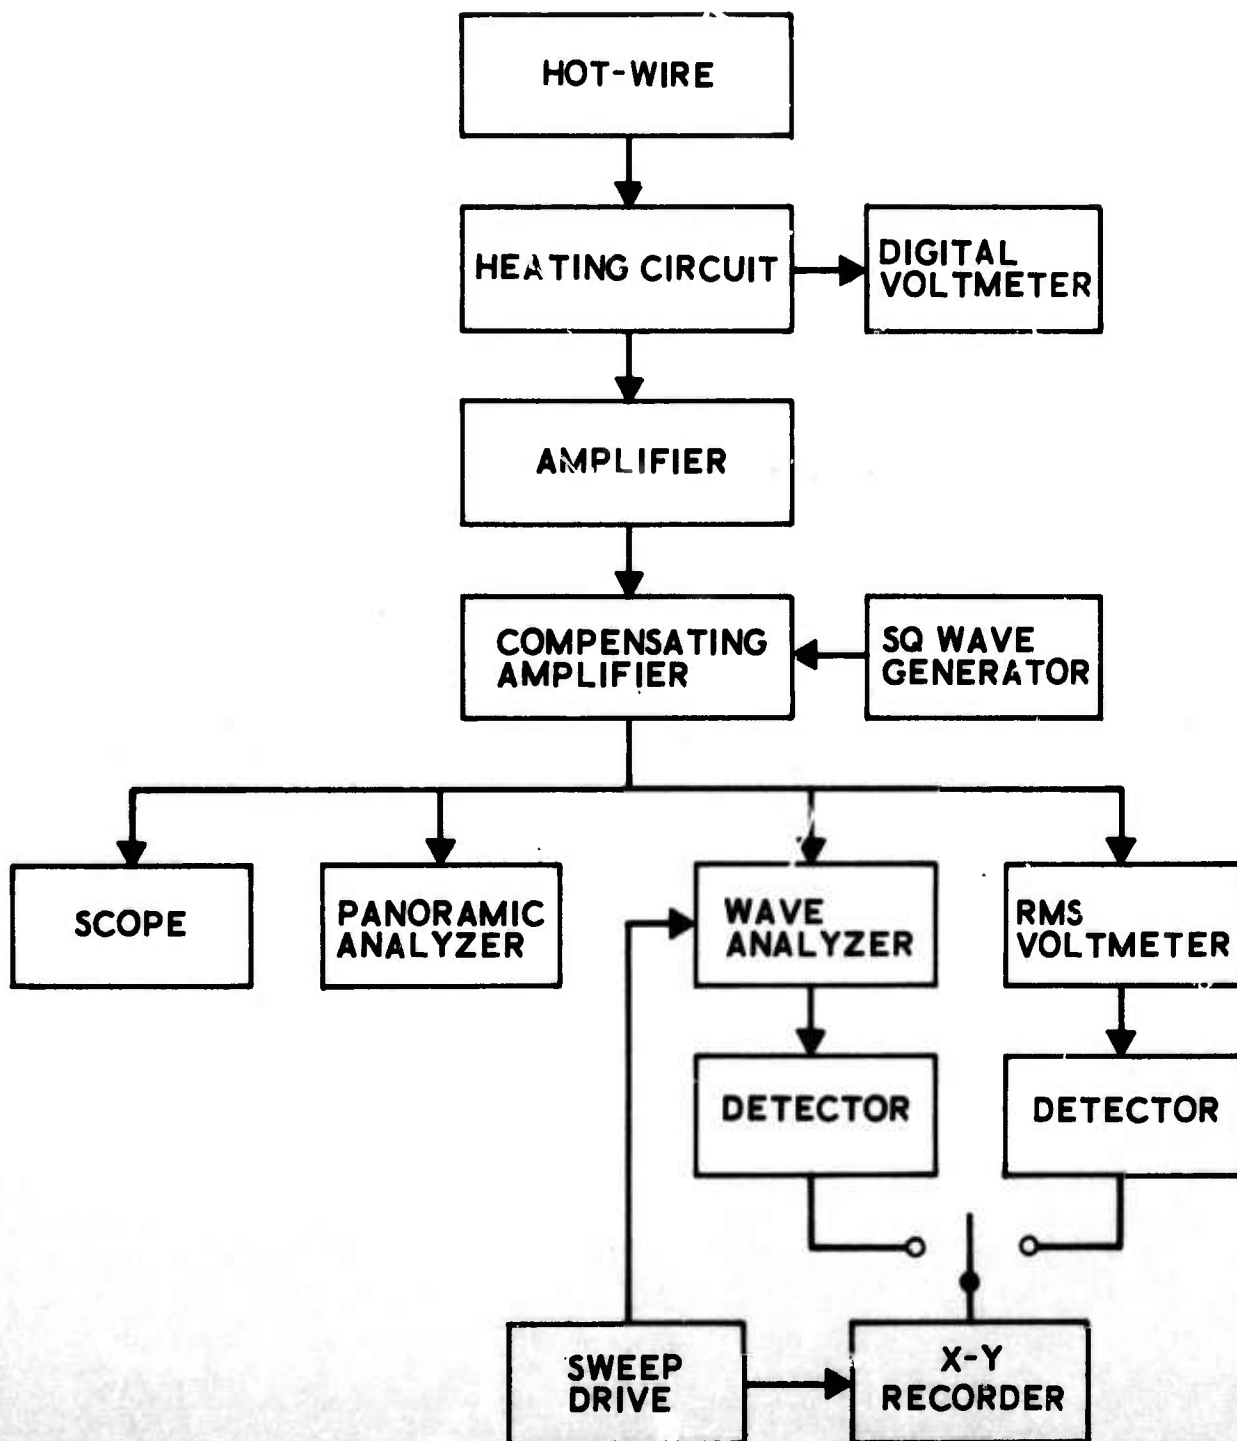 HOT-WIRE
HEATING CIRCUIT
DIGITAL
VOLTMETER
AMPLIFIER
COMPENSATING
AMPLIFIER
SQ WAVE
GENERATOR
SCOPE
PANORAMIC
ANALYZER
WAVE
ANALYZER
RMS
VOLTMETER
DETECTOR
DETECTOR
SWEEP
DRIVE
X-Y
RECORDER